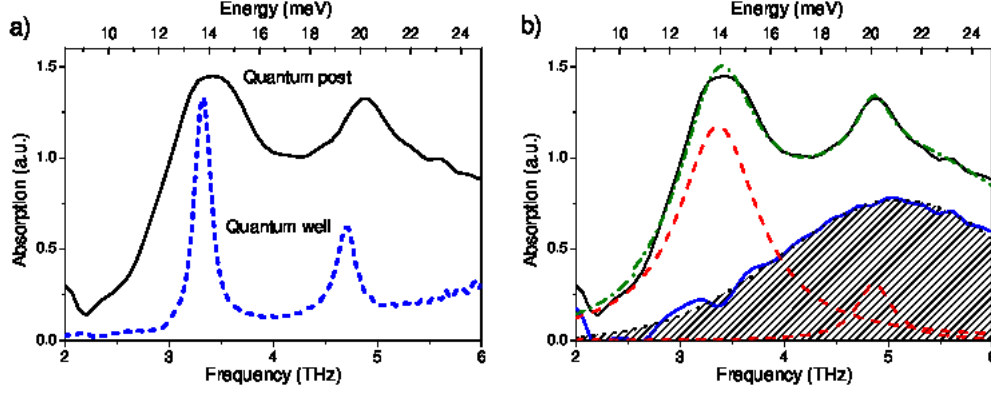 Energy (meV)
a)
10 12 14 16 18 20 22 24
1.5
1.0
0.5
0.0
Absorption (a.u.)
Quantum post
Quantum well
2 3 4 5 6
Frequency (THz)
Energy (meV)
b)
10 12 14 16 18 20 22 24
1.5
1.0
0.5
0.0
Absorption (a.u.)
2 3 4 5 6
Frequency (THz)